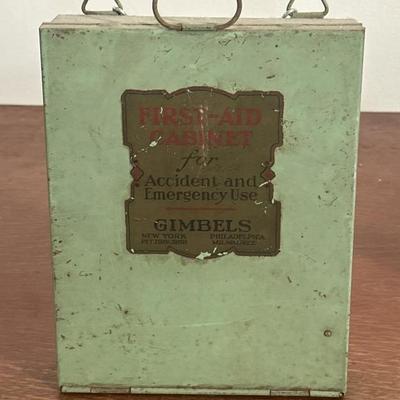 FIRST-AID
CABINET
for
Accident and
Emergency Use
GIMBELS
NEW YORK PHILADELPHIA
PITTSBURGH MILWAUKEE